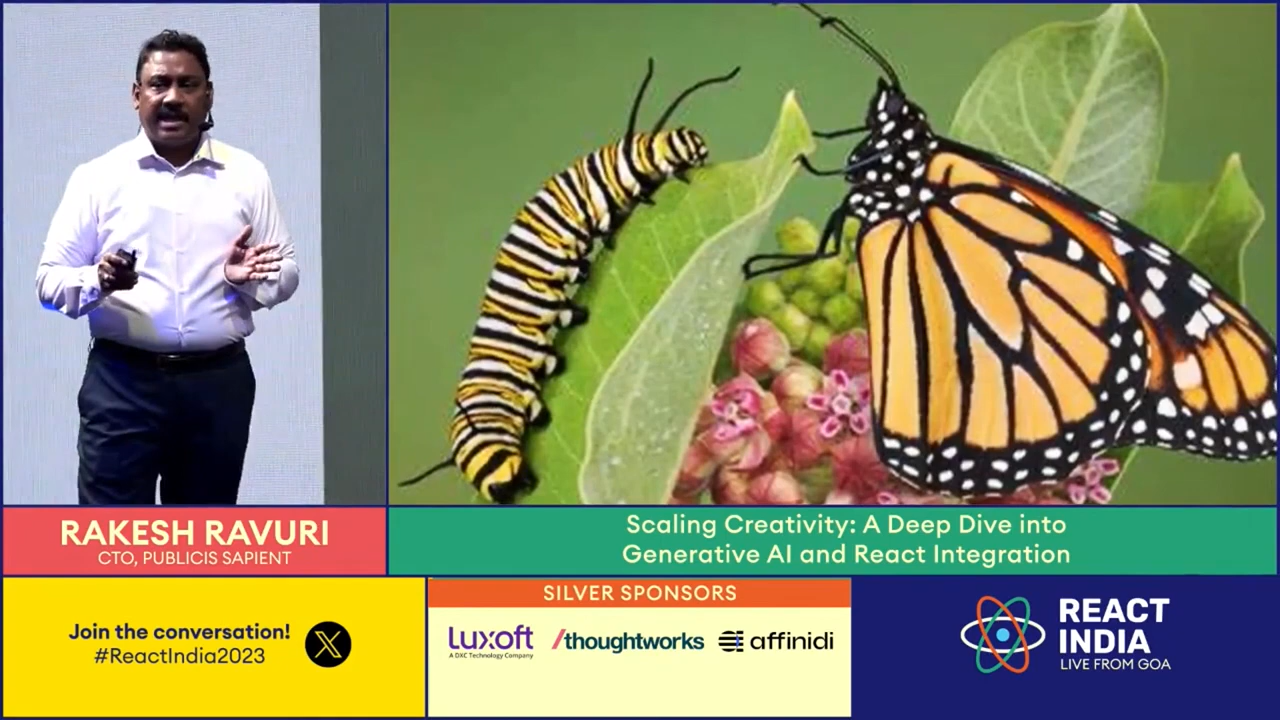 RAKESH RAVURI
CTO, PUBLICIS SAPIENT
Scaling Creativity: A Deep Dive into
Generative AI and React Integration
Join the conversation!
#ReactIndia2023
SILVER SPONSORS
Luxoft
A DXC Technology Company
/thoughtworks
affinidi
REACT
INDIA
LIVE FROM GOA